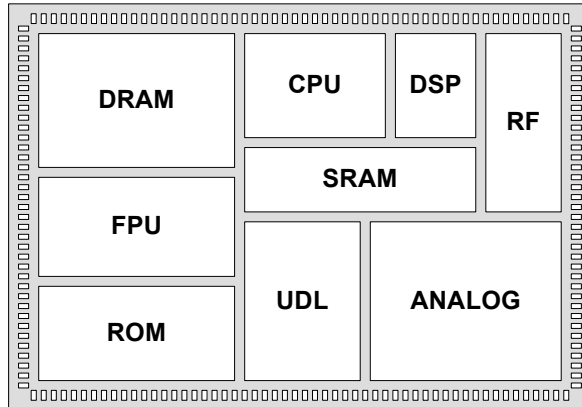 DRAM
CPU
DSP
RF
SRAM
FPU
UDL
ANALOG
ROM